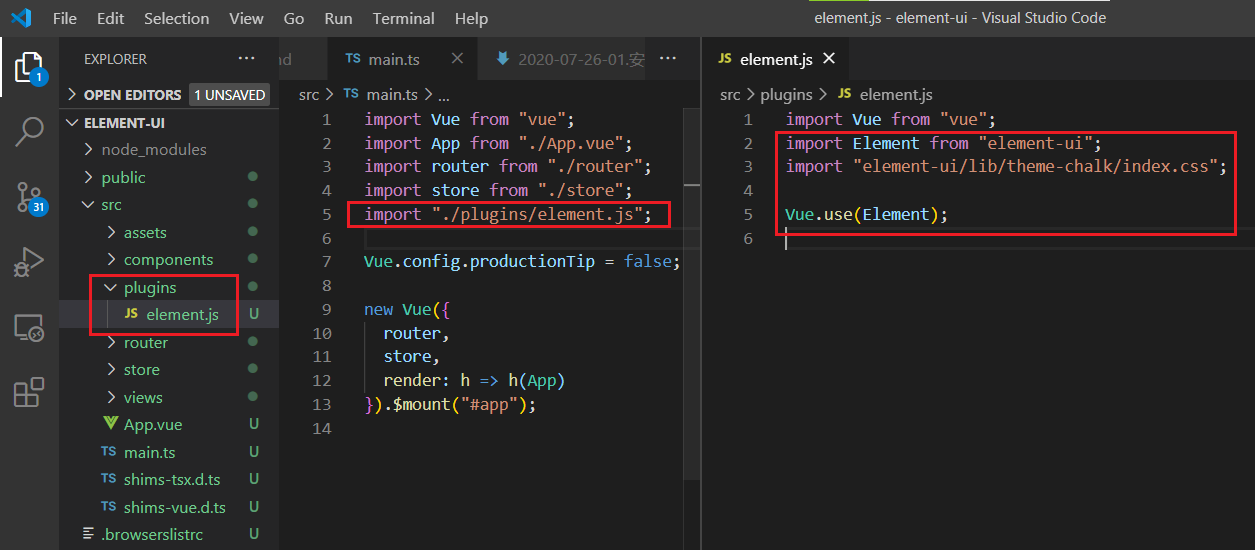 File Edit Selection View Go Run Terminal Help
element.js - element-ui - Visual Studio Code
EXPLORER
OPEN EDITORS 1 UNSAVED
ELEMENT-UI
node_modules
public
src
assets
components
plugins
JS element.js U
router
store
views
App.vue U
TS main.ts U
TS shims-tsx.d.ts U
TS shims-vue.d.ts U
.browserslistrc U
1
31
nd
TS main.ts
2020-07-26-01.安
src > TS main.ts > ...
1 import Vue from "vue";
2 import App from "./App.vue";
3 import router from "./router";
4 import store from "./store";
5 import "./plugins/element.js";
6
7 Vue.config.productionTip = false;
8
9 new Vue({
10 router,
11 store,
12 render: h => h(App)
13 }).$mount("#app");
14
JS element.js
src > plugins > JS element.js
1 import Vue from "vue";
2 import Element from "element-ui";
3 import "element-ui/lib/theme-chalk/index.css";
4
5 Vue.use(Element);
6